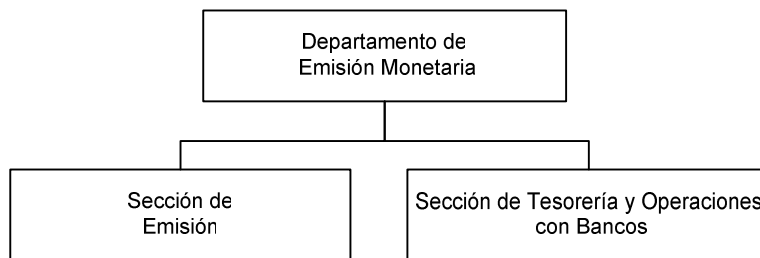 Departamento de
Emisión Monetaria
Sección de
Emisión
Sección de Tesorería y Operaciones
con Bancos